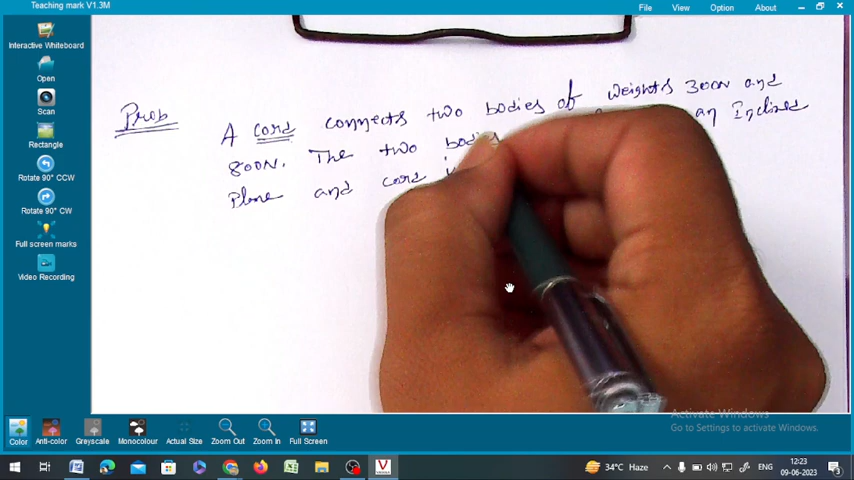 Teaching mark V1.3M
File View Option About
Interactive Whiteboard
Open
Scan
Rectangle
Rotate 90° CCW
Rotate 90° CW
Full screen marks
Video Recording
Prob
A cord connects two bodies of weights 300N and
800N. The two bodies an Inclined
Plane and cord
Activate Windows
Go to Settings to activate Windows.
Color Anti-color Greyscale Monocolour Actual Size Zoom Out Zoom In Full Screen
34°C Haze ENG 12:23 09-06-2023